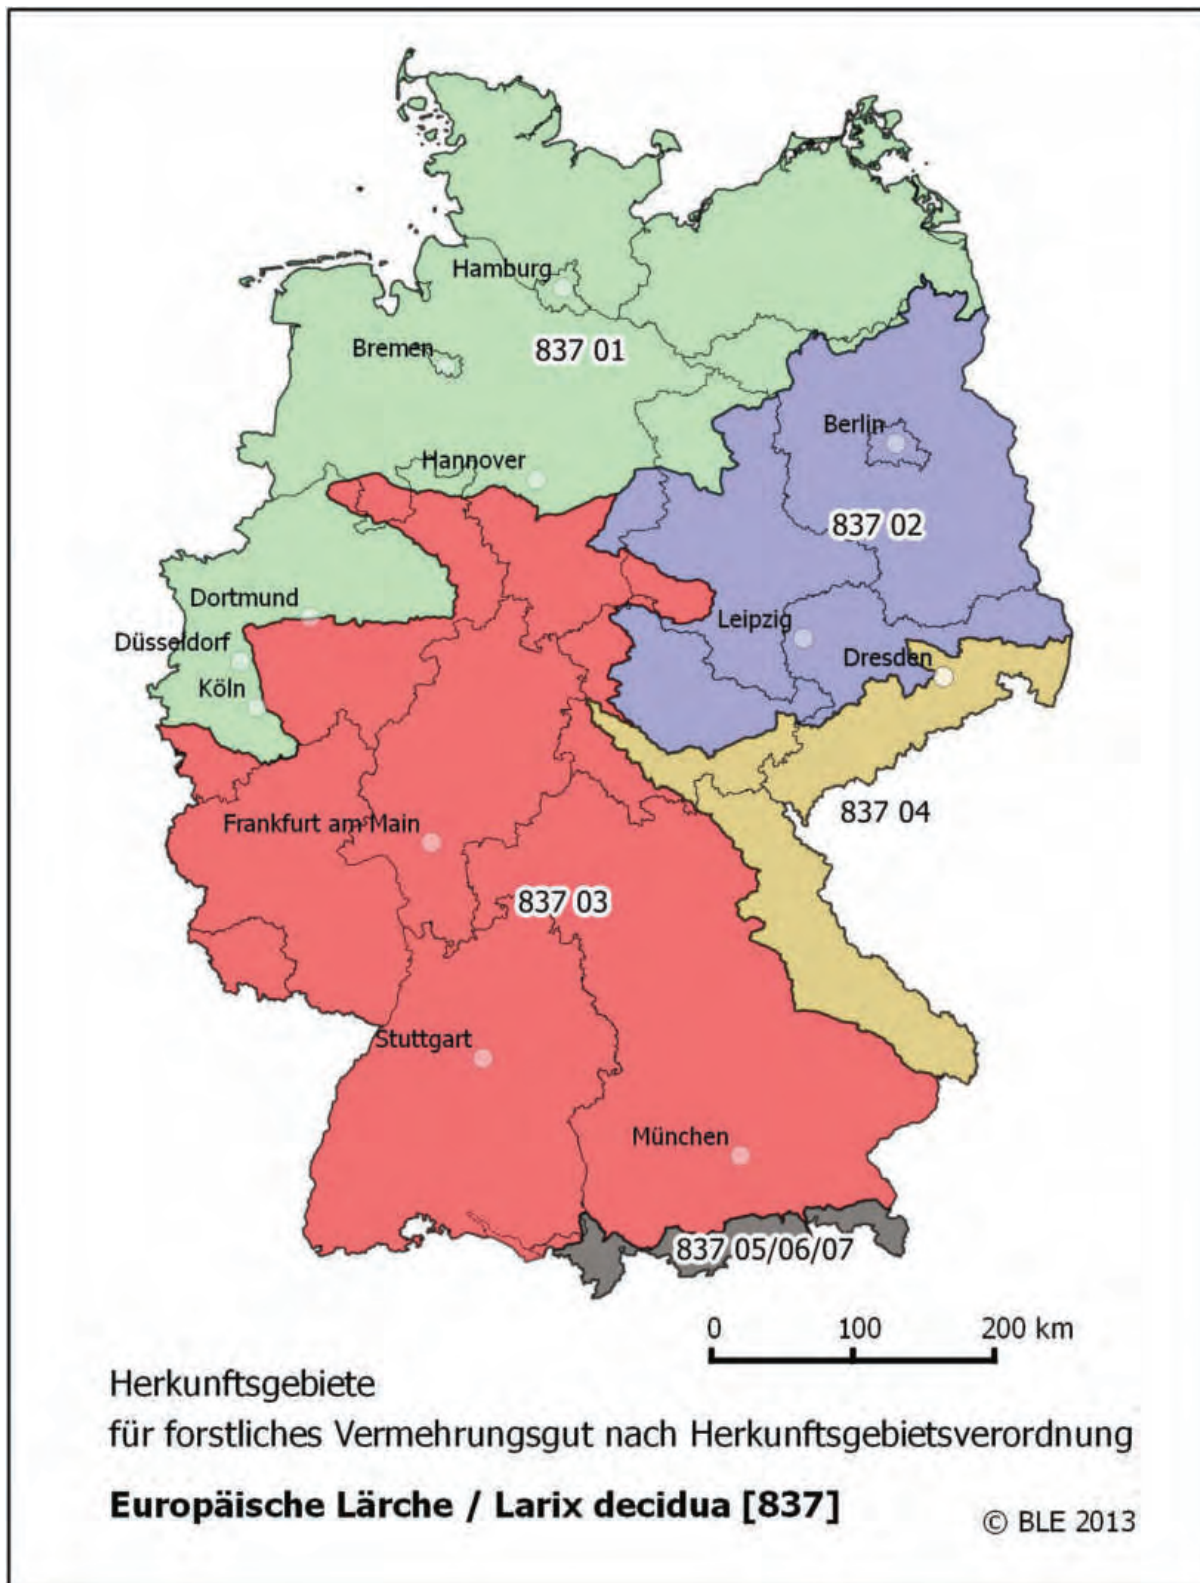 Hamburg
Bremen
837 01
Berlin
Hannover
837 02
Dortmund
Leipzig
Düsseldorf
Dresden
Köln
837 04
Frankfurt am Main
837 03
Stuttgart
München
837 05/06/07
0 100 200 km
Herkunftsgebiete
für forstliches Vermehrungsgut nach Herkunftsgebietsverordnung
Europäische Lärche / Larix decidua [837]
© BLE 2013